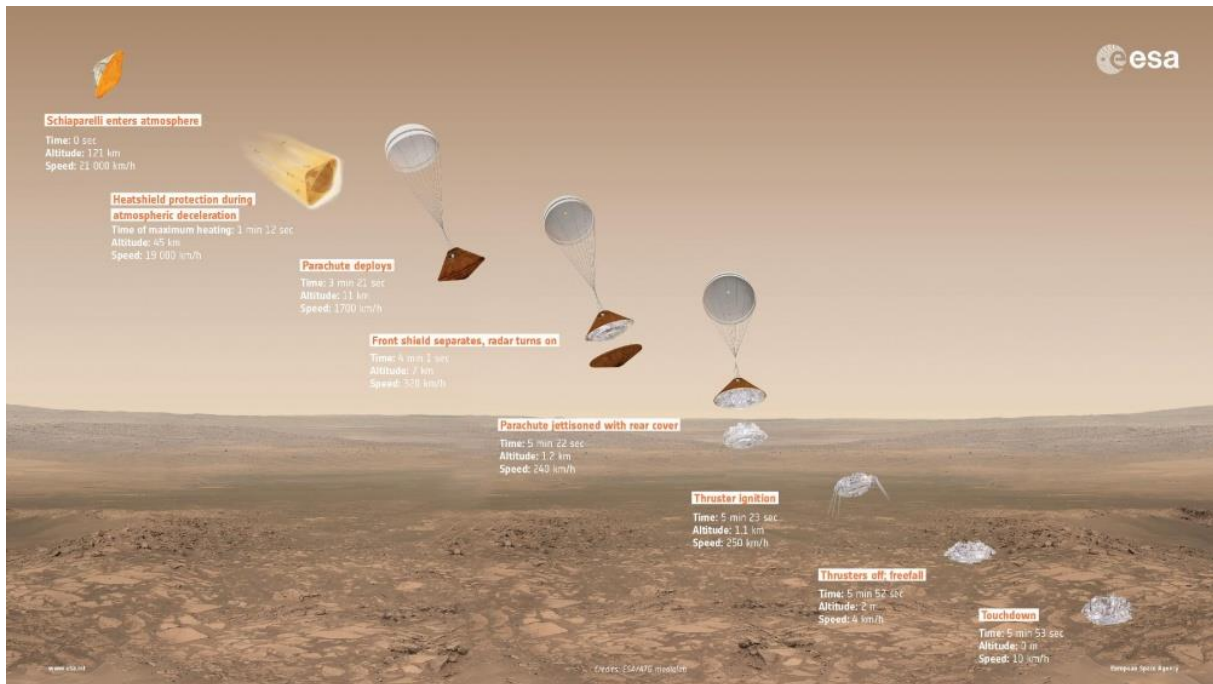 esa
Schiaparelli enters atmosphere
Time: 0 sec
Altitude: 121 km
Speed: 21 000 km/h
Heatshield protection during
atmospheric deceleration
Time of maximum heating: 1 min 12 sec
Altitude: 45 km
Speed: 19 000 km/h
Parachute deploys
Time: 3 min 21 sec
Altitude: 11 km
Speed: 1700 km/h
Front shield separates, radar turns on
Time: 4 min 1 sec
Altitude: 7 km
Speed: 320 km/h
Parachute jettisoned with rear cover
Time: 5 min 22 sec
Altitude: 1.2 km
Speed: 240 km/h
Thruster ignition
Time: 5 min 23 sec
Altitude: 1.1 km
Speed: 250 km/h
Thrusters off; freefall
Time: 5 min 52 sec
Altitude: 2 m
Speed: 4 km/h
Touchdown
Time: 5 min 53 sec
Altitude: 0 m
Speed: 10 km/h
www.esa.int
Credits: ESA/ATG medialab
European Space Agency